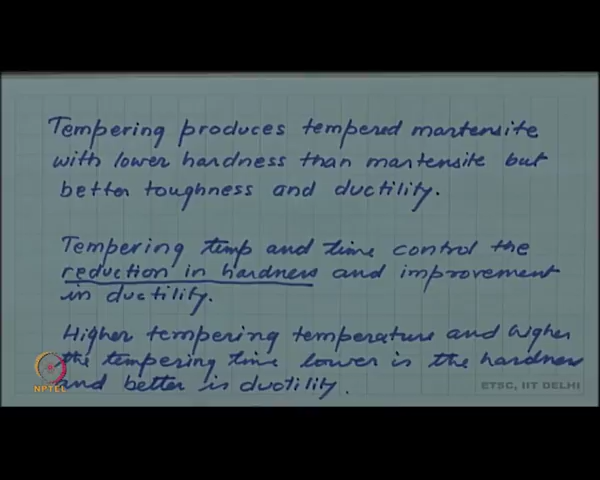 Tempering produces tempered martensite
with lower hardness than martensite but
better toughness and ductility.
Tempering temp and time control the
reduction in hardness and improvement
in ductility.
Higher tempering temperature and higher
the tempering time lower is the hardness
and better is ductility.
NPTEL
ETSC, IIT DELHI